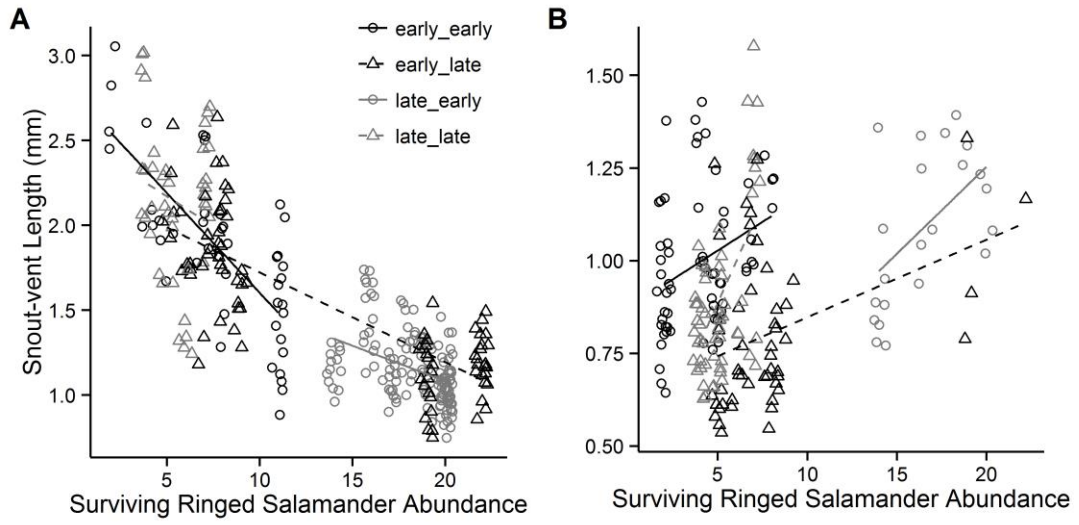 A
early_early
early_late
late_early
late_late
Snout-vent Length (mm)
3.0
2.5
2.0
1.5
1.0
5 10 15 20
Surviving Ringed Salamander Abundance
B
1.50
1.25
1.00
0.75
0.50
5 10 15 20
Surviving Ringed Salamander Abundance